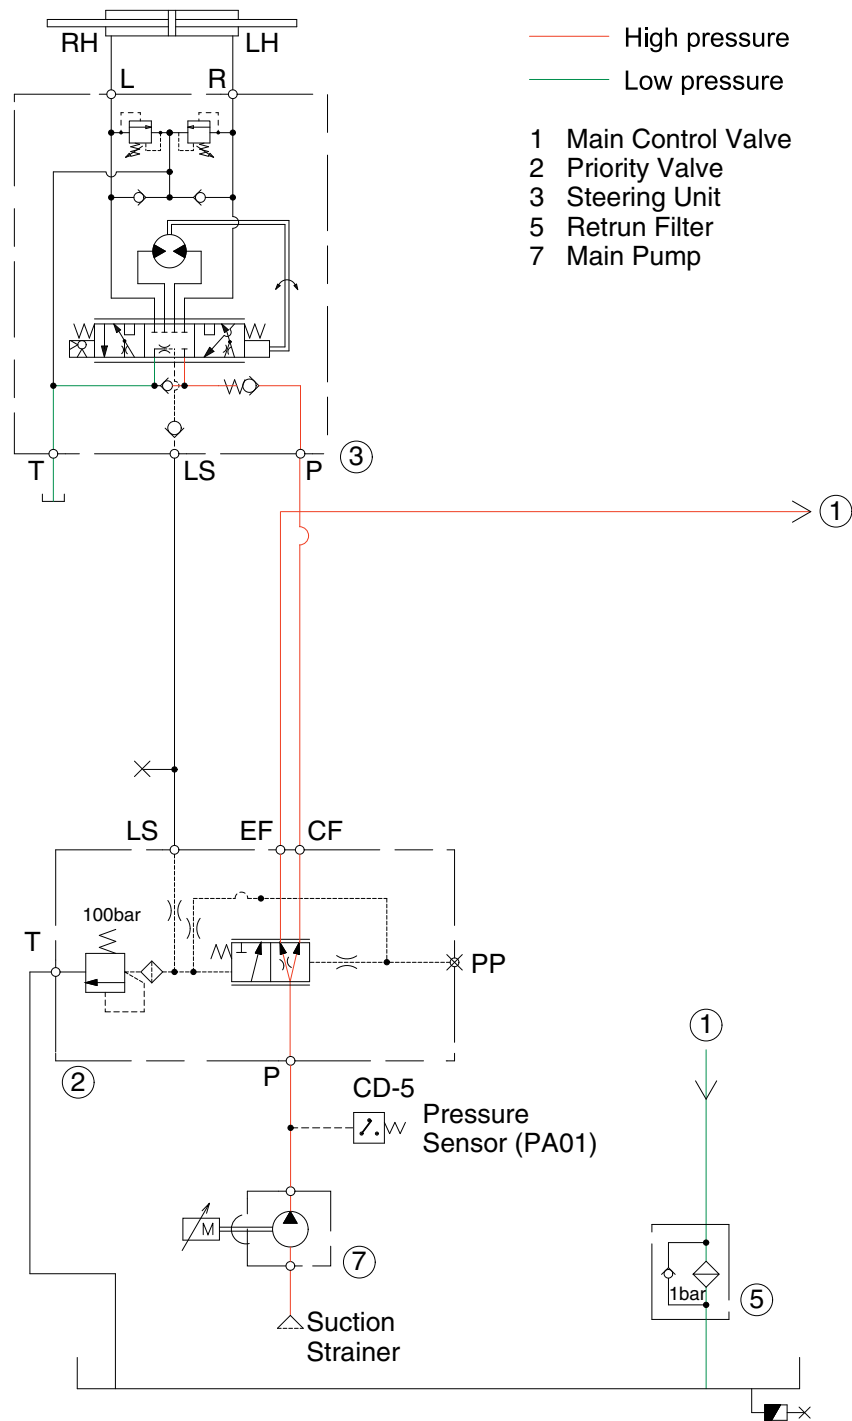 RH
LH
L
R
High pressure
Low pressure
1 Main Control Valve
2 Priority Valve
3 Steering Unit
5 Retrun Filter
7 Main Pump
T
LS
P
3
1
LS
EF
CF
100bar
T
PP
2
P
1
CD-5
Pressure
Sensor (PA01)
M
7
1bar
5
Suction
Strainer